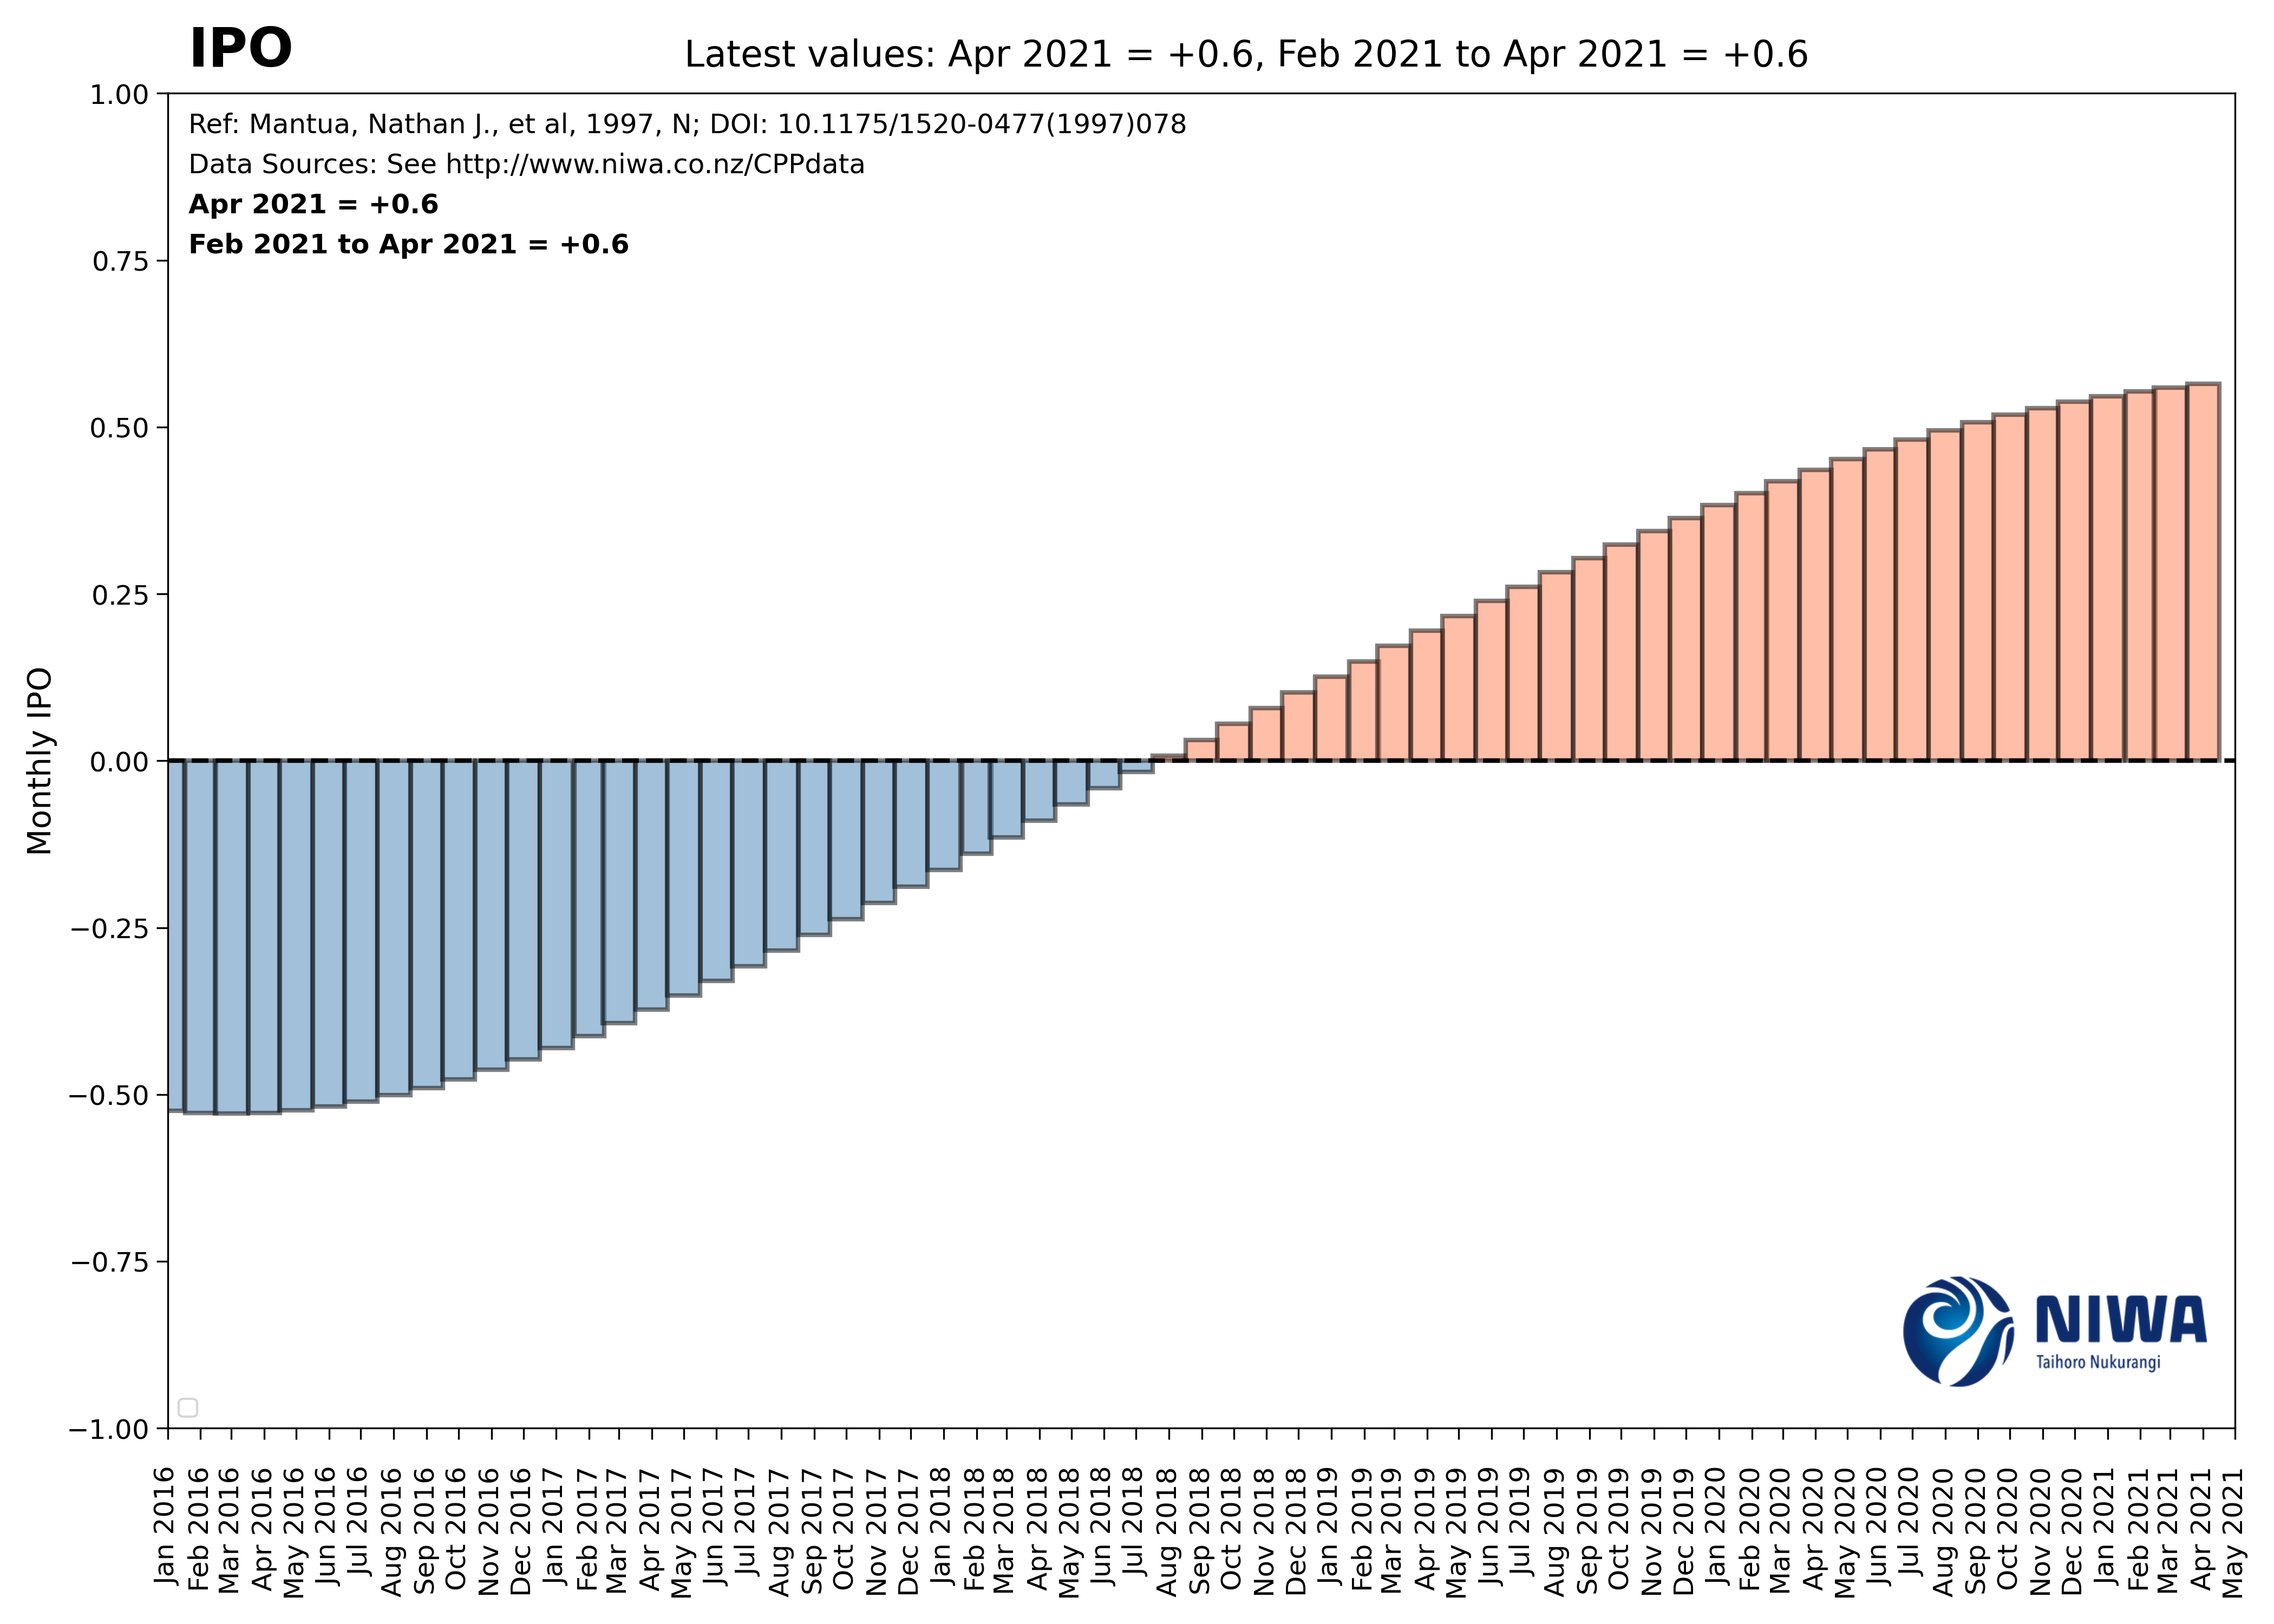 IPO
Latest values: Apr 2021 = +0.6, Feb 2021 to Apr 2021 = +0.6
Ref: Mantua, Nathan J., et al, 1997, N; DOI: 10.1175/1520-0477(1997)078
Data Sources: See http://www.niwa.co.nz/CPPdata
Apr 2021 = +0.6
Feb 2021 to Apr 2021 = +0.6
Monthly IPO
1.00
0.75
0.50
0.25
0.00
−0.25
−0.50
−0.75
−1.00
NIWA
Taihoro Nukurangi
Jan 2016
Feb 2016
Mar 2016
Apr 2016
May 2016
Jun 2016
Jul 2016
Aug 2016
Sep 2016
Oct 2016
Nov 2016
Dec 2016
Jan 2017
Feb 2017
Mar 2017
Apr 2017
May 2017
Jun 2017
Jul 2017
Aug 2017
Sep 2017
Oct 2017
Nov 2017
Dec 2017
Jan 2018
Feb 2018
Mar 2018
Apr 2018
May 2018
Jun 2018
Jul 2018
Aug 2018
Sep 2018
Oct 2018
Nov 2018
Dec 2018
Jan 2019
Feb 2019
Mar 2019
Apr 2019
May 2019
Jun 2019
Jul 2019
Aug 2019
Sep 2019
Oct 2019
Nov 2019
Dec 2019
Jan 2020
Feb 2020
Mar 2020
Apr 2020
May 2020
Jun 2020
Jul 2020
Aug 2020
Sep 2020
Oct 2020
Nov 2020
Dec 2020
Jan 2021
Feb 2021
Mar 2021
Apr 2021
May 2021